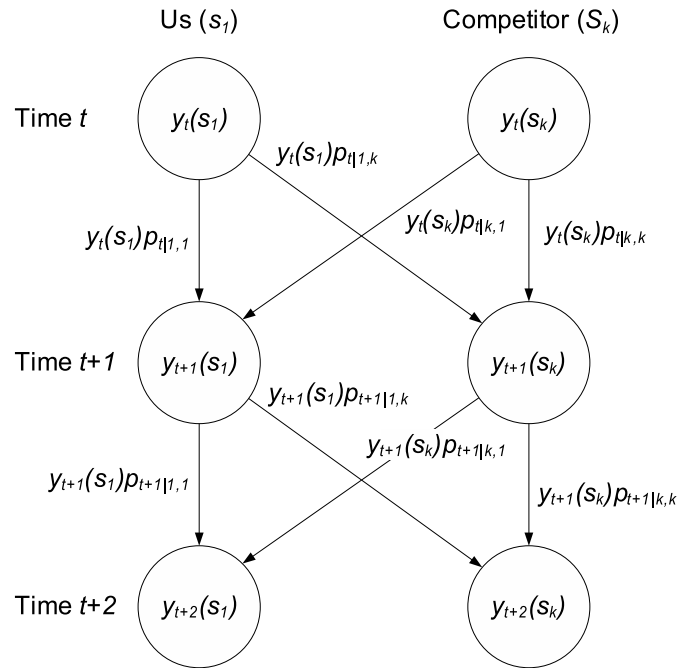 Us (s₁) Competitor (Sₖ)
Time t yₜ(s₁) yₜ(sₖ)
yₜ(s₁)pₜ|₁,ₖ
yₜ(s₁)pₜ|₁,₁ yₜ(sₖ)pₜ|ₖ,₁ yₜ(sₖ)pₜ|ₖ,ₖ
Time t+1 yₜ₊₁(s₁) yₜ₊₁(sₖ)
yₜ₊₁(s₁)pₜ₊₁|₁,ₖ
yₜ₊₁(s₁)pₜ₊₁|₁,₁ yₜ₊₁(sₖ)pₜ₊₁|ₖ,₁ yₜ₊₁(sₖ)pₜ₊₁|ₖ,ₖ
Time t+2 yₜ₊₂(s₁) yₜ₊₂(sₖ)